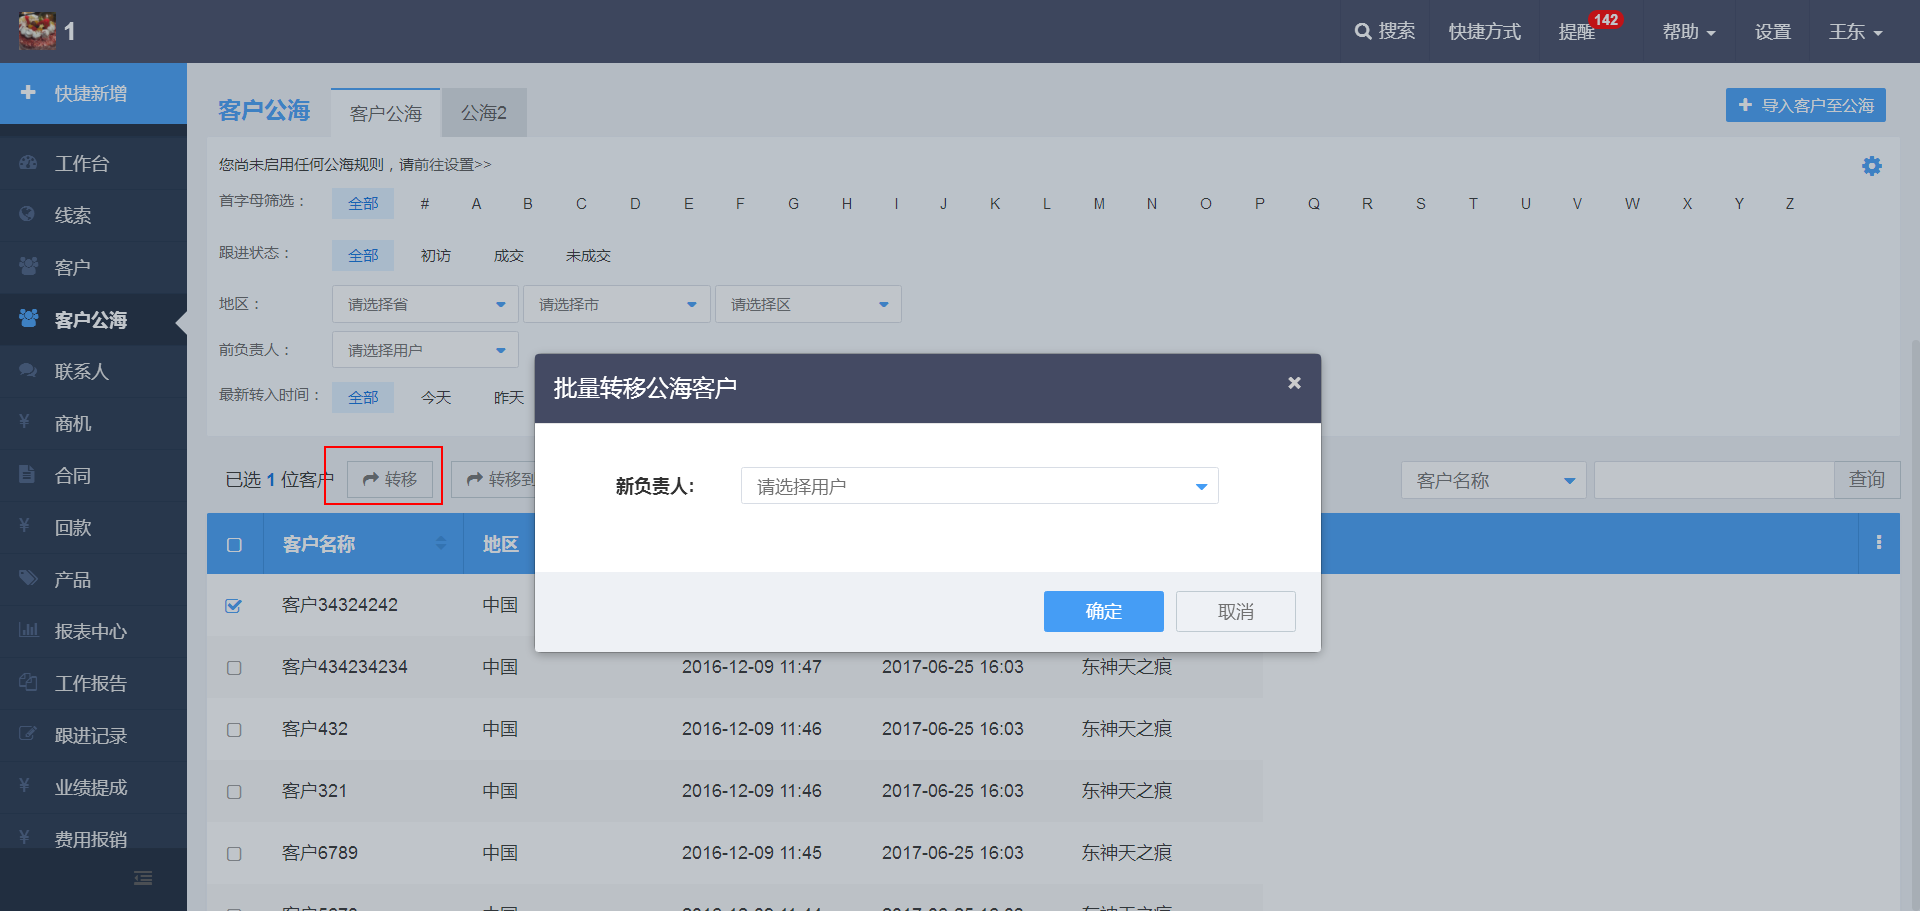 1
搜索 快捷方式 提醒 142 帮助 设置 王东
快捷新增
工作台
线索
客户
客户公海
联系人
商机
合同
回款
产品
报表中心
工作报告
跟进记录
业绩提成
费用报销
客户公海 客户公海 公海2 导入客户至公海
您尚未启用任何公海规则，请前往设置>>
首字母筛选： 全部 # A B C D E F G H I J K L M N O P Q R S T U V W X Y Z
跟进状态： 全部 初访 成交 未成交
地区： 请选择省 请选择市 请选择区
前负责人： 请选择用户
最新转入时间： 全部 今天 昨天
已选 1 位客户 转移 转移到 客户名称 查询
批量转移公海客户 ×
新负责人: 请选择用户
确定 取消
客户名称 地区
客户34324242 中国
客户434234234 中国 2016-12-09 11:47 2017-06-25 16:03 东神天之痕
客户432 中国 2016-12-09 11:46 2017-06-25 16:03 东神天之痕
客户321 中国 2016-12-09 11:46 2017-06-25 16:03 东神天之痕
客户6789 中国 2016-12-09 11:45 2017-06-25 16:03 东神天之痕